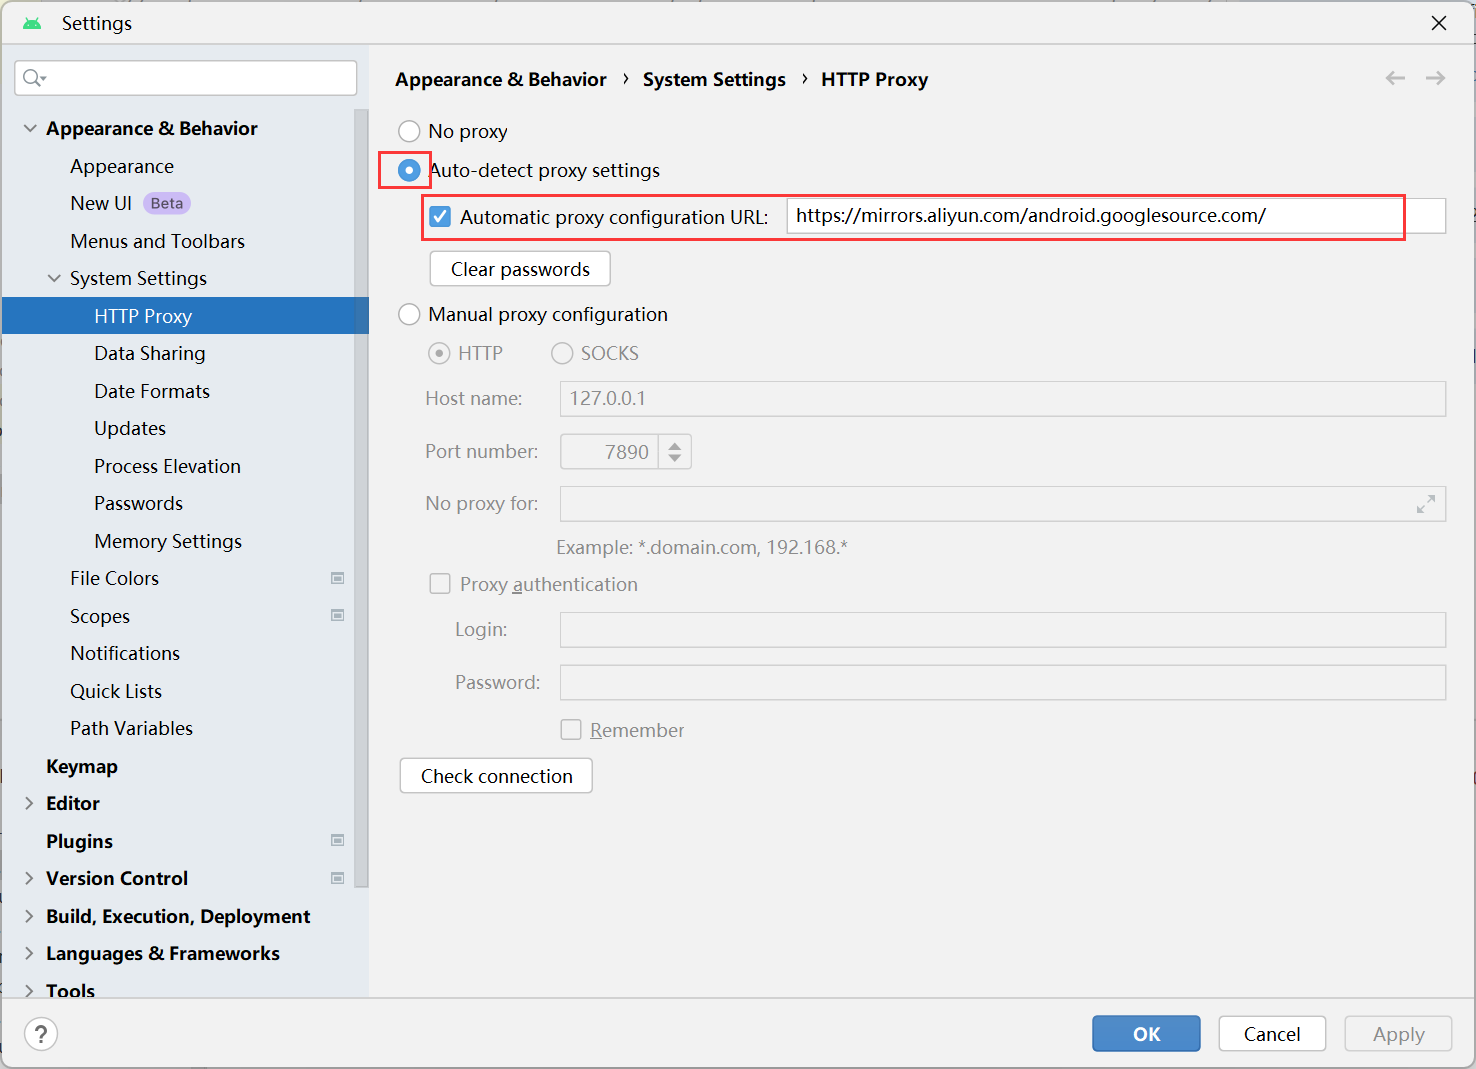 Settings
Appearance & Behavior
Appearance
New UI Beta
Menus and Toolbars
System Settings
HTTP Proxy
Data Sharing
Date Formats
Updates
Process Elevation
Passwords
Memory Settings
File Colors
Scopes
Notifications
Quick Lists
Path Variables
Keymap
Editor
Plugins
Version Control
Build, Execution, Deployment
Languages & Frameworks
Tools
Appearance & Behavior › System Settings › HTTP Proxy
No proxy
Auto-detect proxy settings
Automatic proxy configuration URL: https://mirrors.aliyun.com/android.googlesource.com/
Clear passwords
Manual proxy configuration
HTTP SOCKS
Host name: 127.0.0.1
Port number: 7890
No proxy for:
Example: *.domain.com, 192.168.*
Proxy authentication
Login:
Password:
Remember
Check connection
? OK Cancel Apply